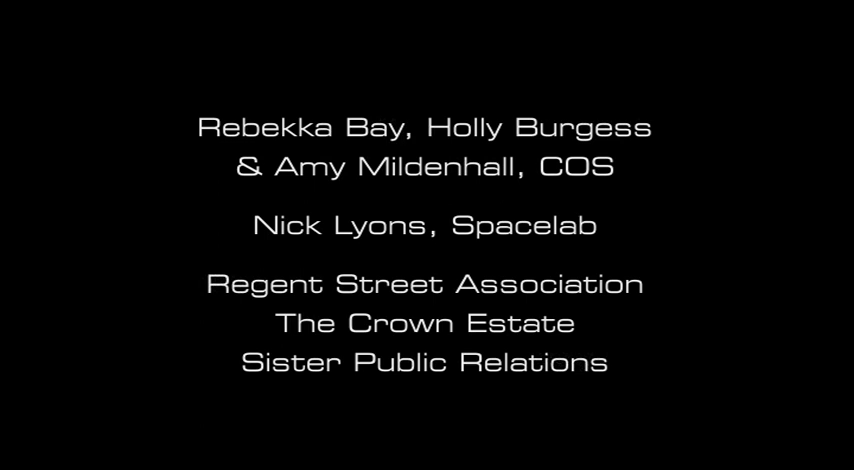 Rebekka Bay, Holly Burgess
& Amy Mildenhall, COS
Nick Lyons, Spacelab
Regent Street Association
The Crown Estate
Sister Public Relations